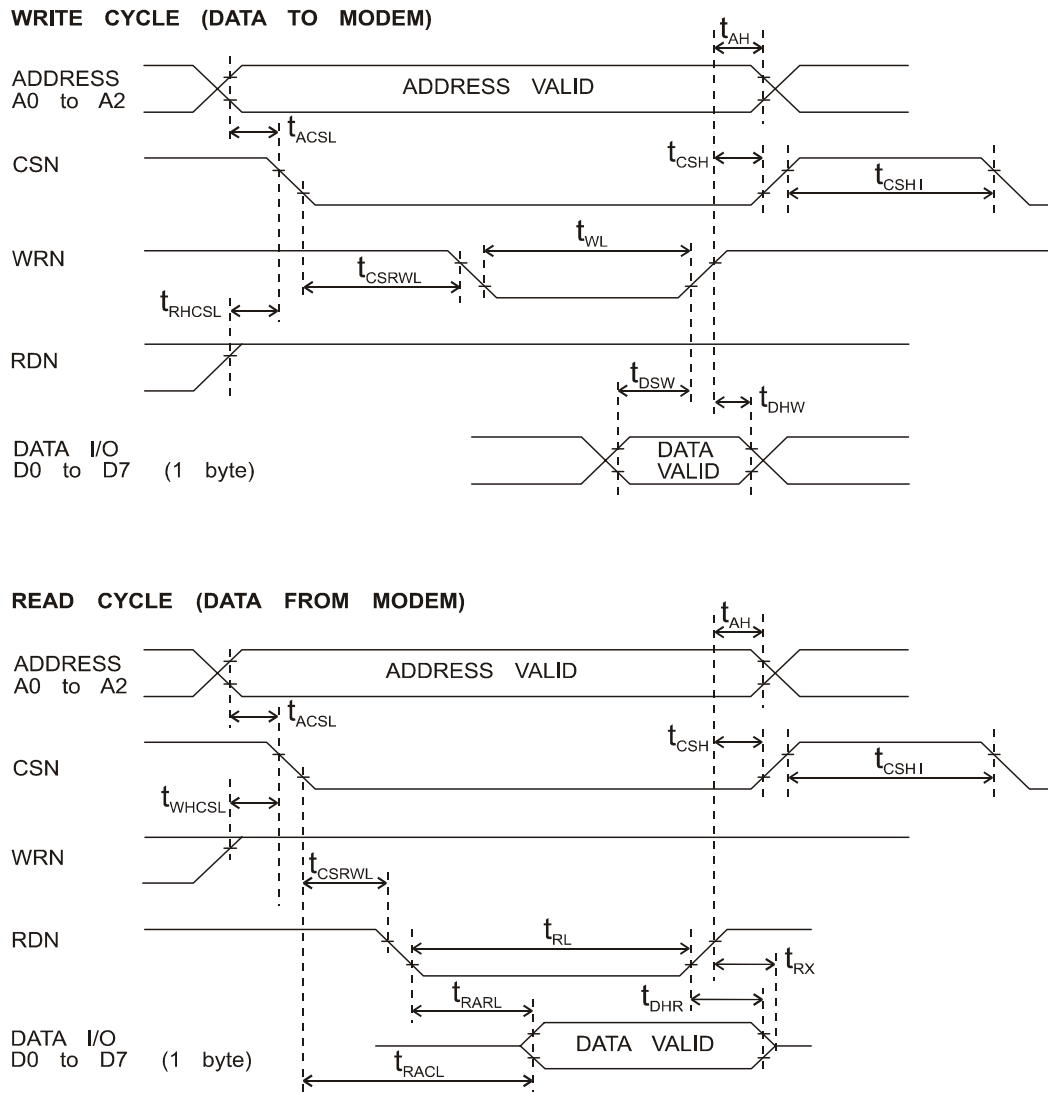 WRITE CYCLE (DATA TO MODEM)
tAH
ADDRESS
A0 to A2
ADDRESS VALID
tACSL
CSN
tCSH
tCSHI
WRN
tWL
tCSRWL
tRHCSL
RDN
tDSW
tDHW
DATA I/O
D0 to D7 (1 byte)
DATA
VALID
READ CYCLE (DATA FROM MODEM)
tAH
ADDRESS
A0 to A2
ADDRESS VALID
tACSL
CSN
tCSH
tCSHI
tWHCSL
WRN
tCSRWL
RDN
tRL
tRX
tRARL
tDHR
DATA I/O
D0 to D7 (1 byte)
DATA VALID
tRACL